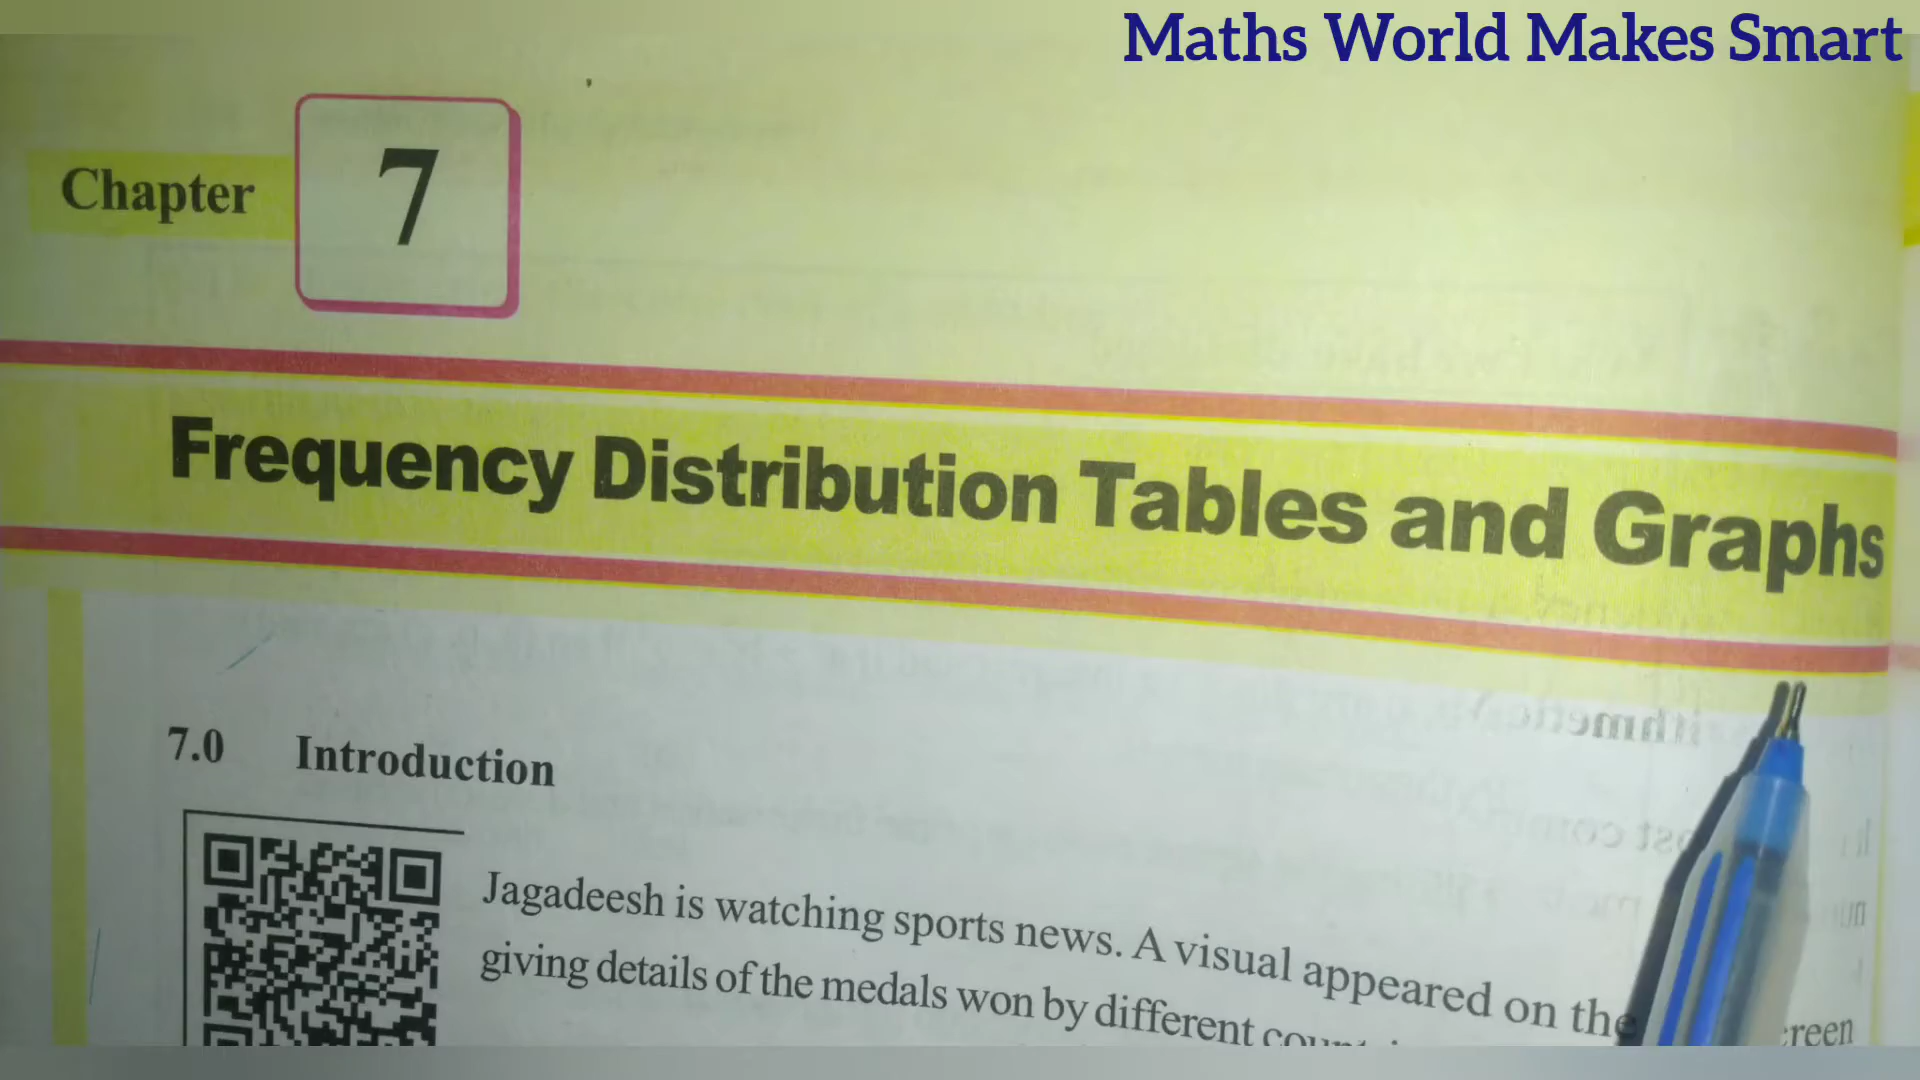 Maths World Makes Smart
Chapter 7
Frequency Distribution Tables and Graphs
7.0 Introduction
Jagadeesh is watching sports news. A visual appeared on the
giving details of the medals won by different